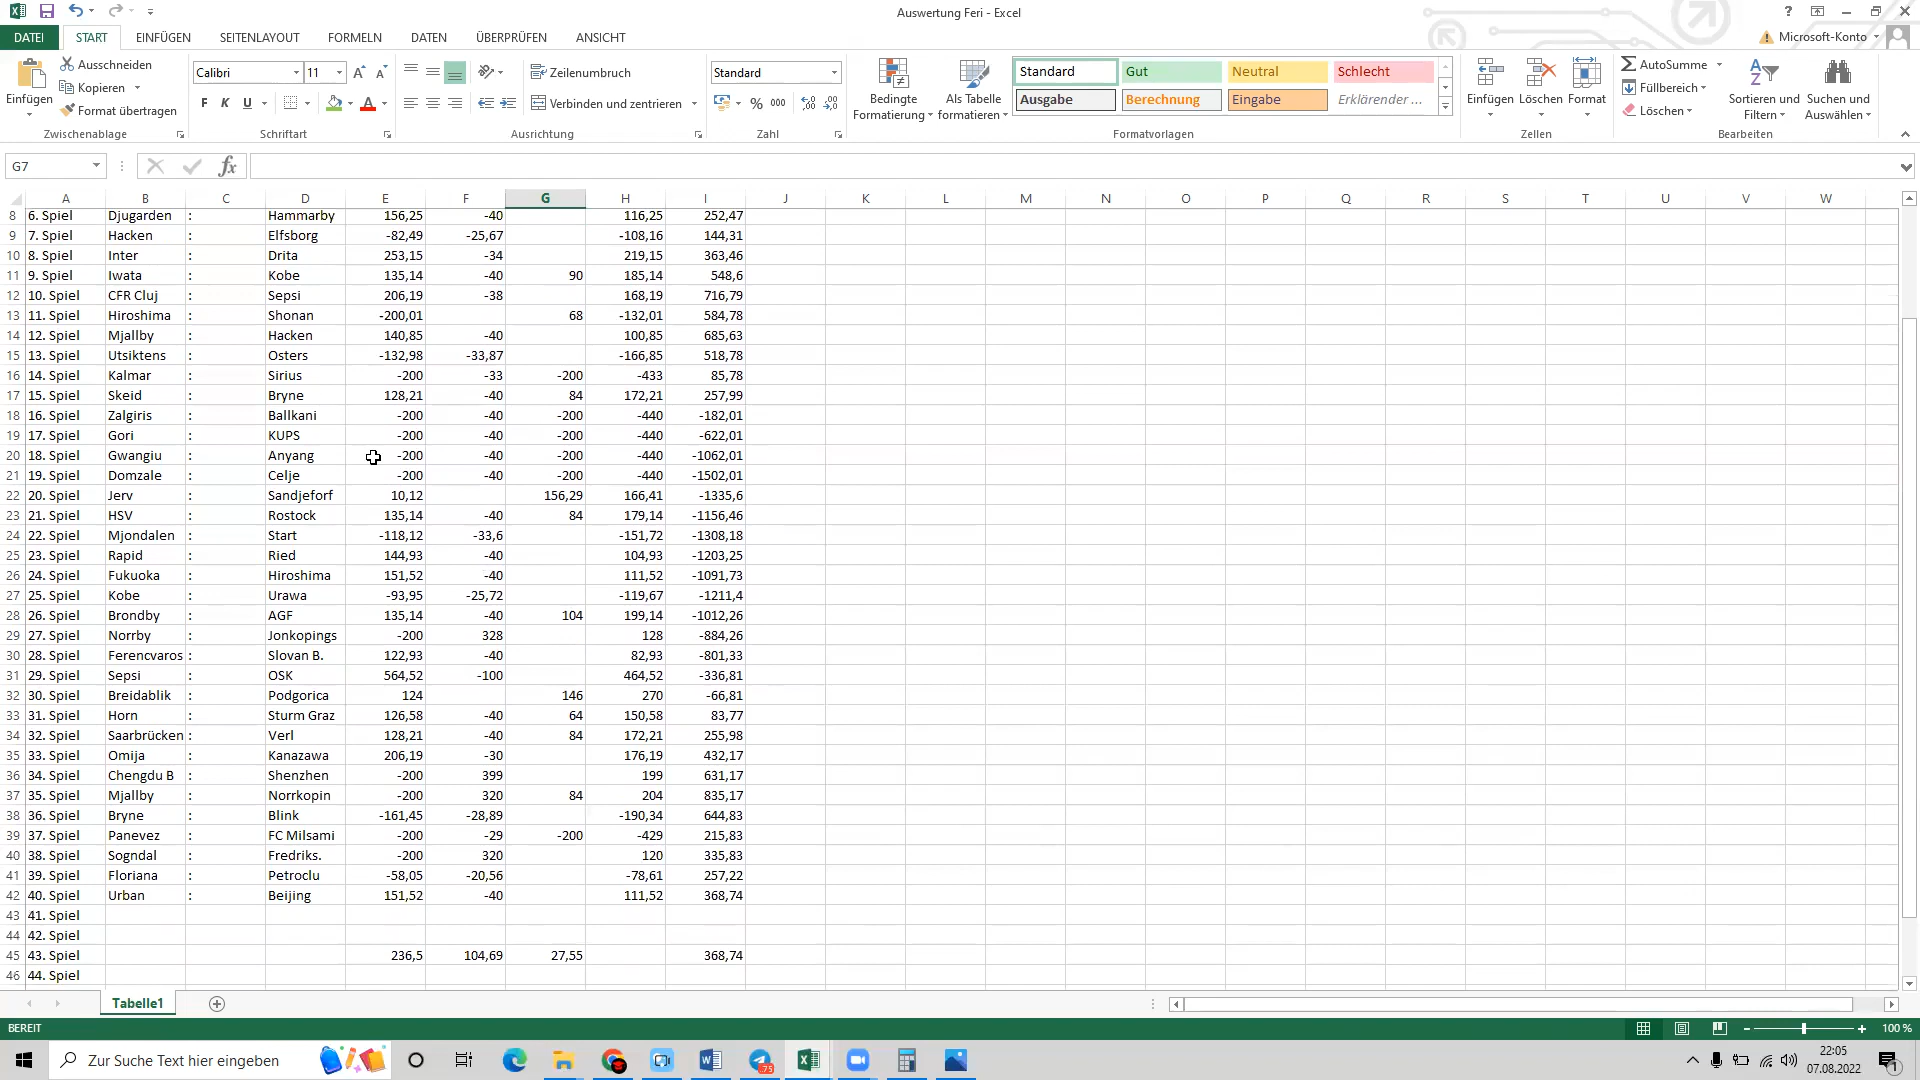 Auswertung Feri - Excel
DATEI START EINFÜGEN SEITENLAYOUT FORMELN DATEN ÜBERPRÜFEN ANSICHT Microsoft-Konto
Einfügen Ausschneiden Kopieren Format übertragen Zwischenablage
Calibri 11 F K U Schriftart
Zeilenumbruch Verbinden und zentrieren Ausrichtung
Standard % 000 Zahl
Bedingte Formatierung Als Tabelle formatieren
Standard Gut Neutral Schlecht
Ausgabe Berechnung Eingabe Erklärender ...
Formatvorlagen
Einfügen Löschen Format Zellen
AutoSumme Füllbereich Löschen Sortieren und Filtern Suchen und Auswählen Bearbeiten
G7 fx
A B C D E F G H I J K L M N O P Q R S T U V W
8 6. Spiel Djugarden : Hammarby 156,25 -40 116,25 252,47
9 7. Spiel Hacken : Elfsborg -82,49 -25,67 -108,16 144,31
10 8. Spiel Inter : Drita 253,15 -34 219,15 363,46
11 9. Spiel Iwata : Kobe 135,14 -40 90 185,14 548,6
12 10. Spiel CFR Cluj : Sepsi 206,19 -38 168,19 716,79
13 11. Spiel Hiroshima : Shonan -200,01 68 -132,01 584,78
14 12. Spiel Mjallby : Hacken 140,85 -40 100,85 685,63
15 13. Spiel Utsiktens : Osters -132,98 -33,87 -166,85 518,78
16 14. Spiel Kalmar : Sirius -200 -33 -200 -433 85,78
17 15. Spiel Skeid : Bryne 128,21 -40 84 172,21 257,99
18 16. Spiel Zalgiris : Ballkani -200 -40 -200 -440 -182,01
19 17. Spiel Gori : KUPS -200 -40 -200 -440 -622,01
20 18. Spiel Gwangiu : Anyang -200 -40 -200 -440 -1062,01
21 19. Spiel Domzale : Celje -200 -40 -200 -440 -1502,01
22 20. Spiel Jerv : Sandjeforf 10,12 156,29 166,41 -1335,6
23 21. Spiel HSV : Rostock 135,14 -40 84 179,14 -1156,46
24 22. Spiel Mjondalen : Start -118,12 -33,6 -151,72 -1308,18
25 23. Spiel Rapid : Ried 144,93 -40 104,93 -1203,25
26 24. Spiel Fukuoka : Hiroshima 151,52 -40 111,52 -1091,73
27 25. Spiel Kobe : Urawa -93,95 -25,72 -119,67 -1211,4
28 26. Spiel Brondby : AGF 135,14 -40 104 199,14 -1012,26
29 27. Spiel Norrby : Jonkopings -200 328 128 -884,26
30 28. Spiel Ferencvaros : Slovan B. 122,93 -40 82,93 -801,33
31 29. Spiel Sepsi : OSK 564,52 -100 464,52 -336,81
32 30. Spiel Breidablik : Podgorica 124 146 270 -66,81
33 31. Spiel Horn : Sturm Graz 126,58 -40 64 150,58 83,77
34 32. Spiel Saarbrücken : Verl 128,21 -40 84 172,21 255,98
35 33. Spiel Omija : Kanazawa 206,19 -30 176,19 432,17
36 34. Spiel Chengdu B : Shenzhen -200 399 199 631,17
37 35. Spiel Mjallby : Norrkopin -200 320 84 204 835,17
38 36. Spiel Bryne : Blink -161,45 -28,89 -190,34 644,83
39 37. Spiel Panevez : FC Milsami -200 -29 -200 -429 215,83
40 38. Spiel Sogndal : Fredriks. -200 320 120 335,83
41 39. Spiel Floriana : Petroclu -58,05 -20,56 -78,61 257,22
42 40. Spiel Urban : Beijing 151,52 -40 111,52 368,74
43 41. Spiel
44 42. Spiel
45 43. Spiel 236,5 104,69 27,55 368,74
46 44. Spiel
Tabelle1
BEREIT 100 %
Zur Suche Text hier eingeben 75 22:05
07.08.2022 1